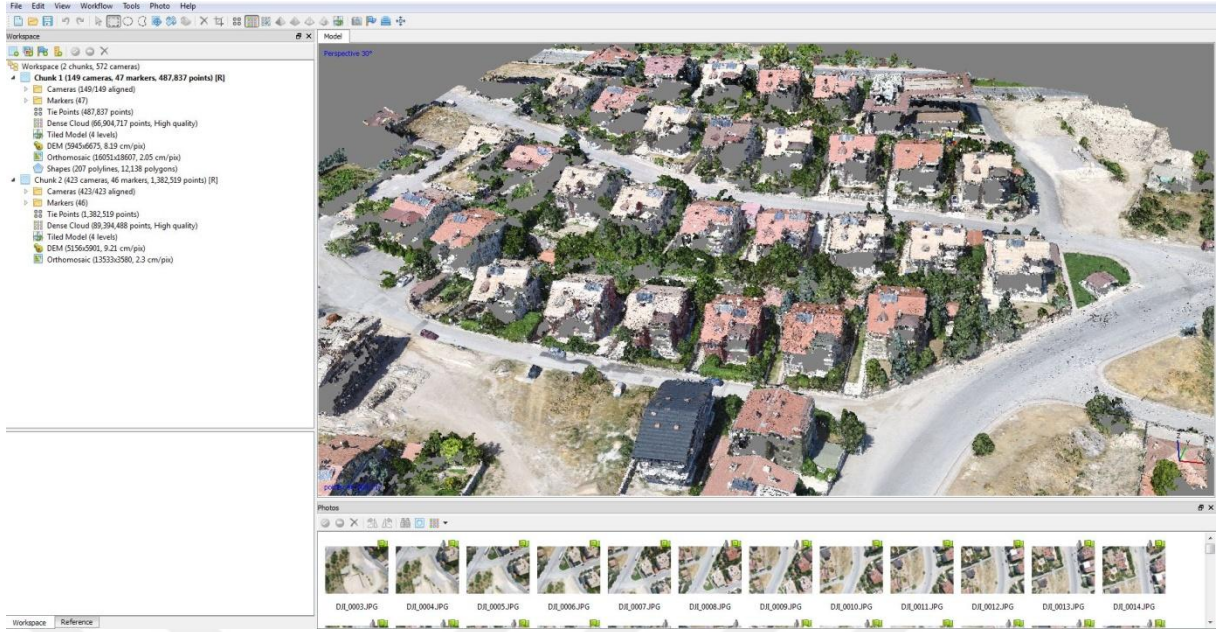 File Edit View Workflow Tools Photo Help
Workspace
Model
Perspective 30°
Workspace (2 chunks, 572 cameras)
Chunk 1 (149 cameras, 47 markers, 487,837 points) [R]
Cameras (149/149 aligned)
Markers (47)
Tie Points (487,837 points)
Dense Cloud (66,904,717 points, High quality)
Tiled Model (4 levels)
DEM (5945x6675, 8.19 cm/pix)
Orthomosaic (16051x18607, 2.05 cm/pix)
Shapes (207 polylines, 12,138 polygons)
Chunk 2 (423 cameras, 46 markers, 1,382,519 points) [R]
Cameras (423/423 aligned)
Markers (46)
Tie Points (1,382,519 points)
Dense Cloud (89,394,488 points, High quality)
Tiled Model (4 levels)
DEM (5156x5901, 9.21 cm/pix)
Orthomosaic (13533x3580, 2.3 cm/pix)
Photos
DJI_0003.JPG DJI_0004.JPG DJI_0005.JPG DJI_0006.JPG DJI_0007.JPG DJI_0008.JPG DJI_0009.JPG DJI_0010.JPG DJI_0011.JPG DJI_0012.JPG DJI_0013.JPG DJI_0014.JPG
Workspace Reference